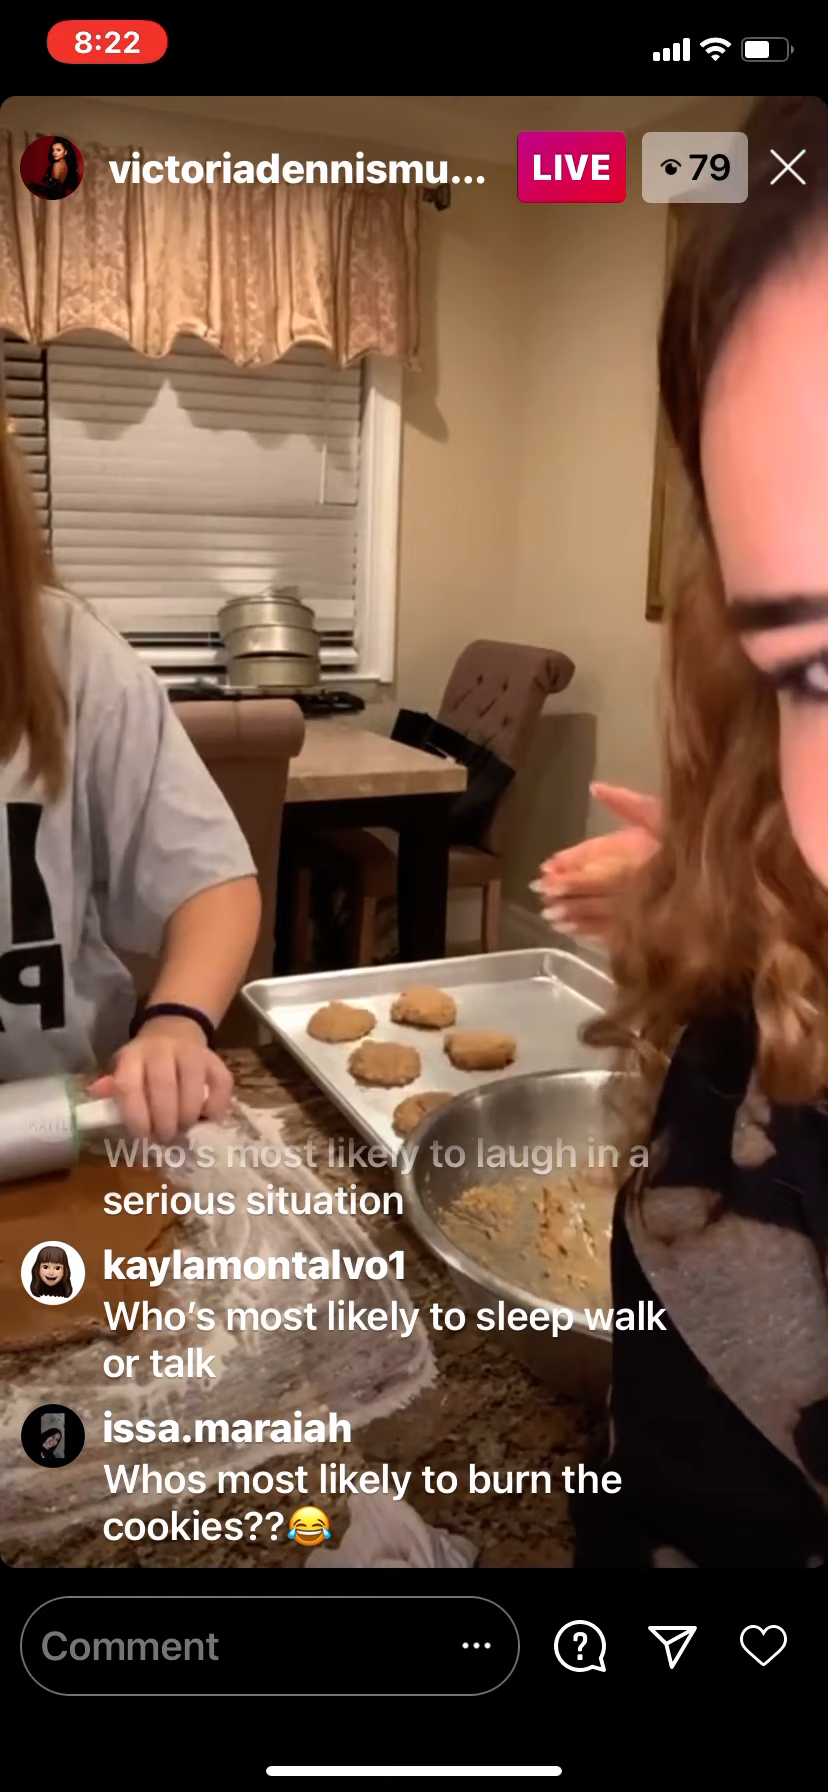 8:22
victoriadennismu...
LIVE
79
Who's most likely to laugh in a
serious situation
kaylamontalvo1
Who's most likely to sleep walk
or talk
issa.maraiah
Whos most likely to burn the
cookies??😂
Comment